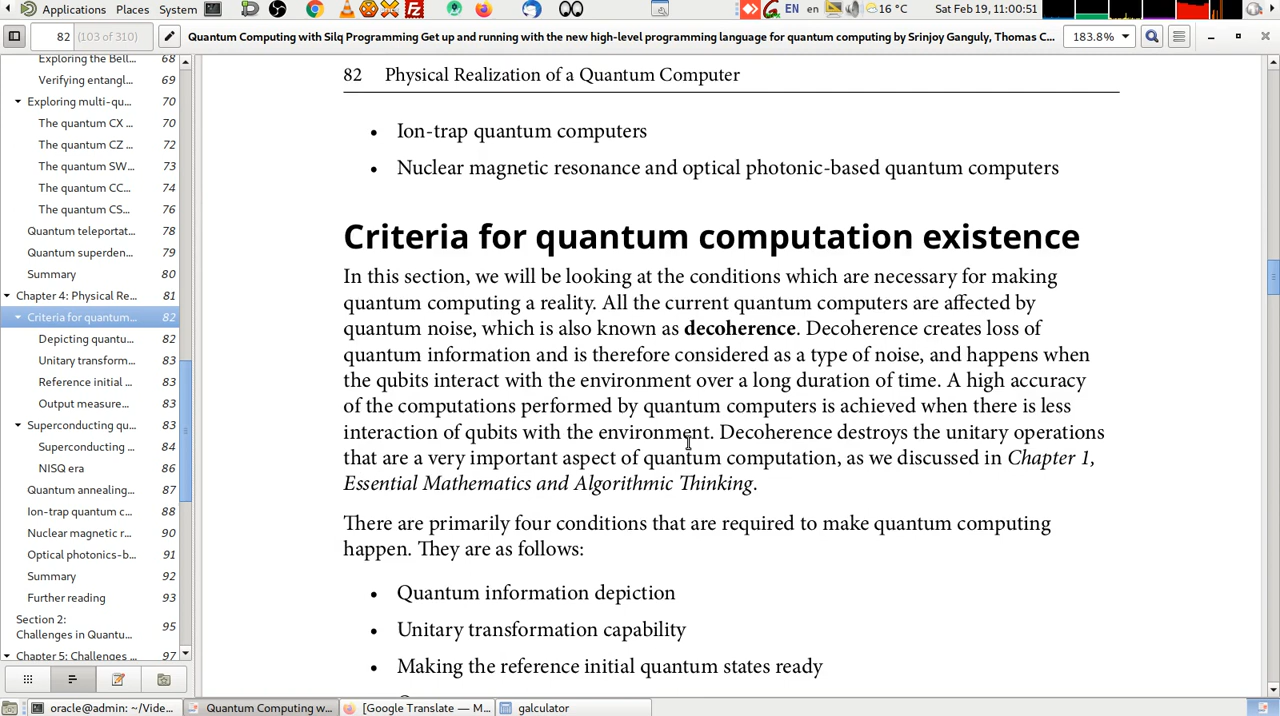 Applications Places System EN en 16 °C Sat Feb 19, 11:00:51
82 (103 of 310) Quantum Computing with Silq Programming Get up and running with the new high-level programming language for quantum computing by Srinjoy Ganguly, Thomas C... 183.8%
Exploring the Bell... 68
Verifying entangl... 69
Exploring multi-qu... 70
The quantum CX ... 70
The quantum CZ ... 72
The quantum SW... 73
The quantum CC... 74
The quantum CS... 76
Quantum teleportat... 78
Quantum superden... 79
Summary 80
Chapter 4: Physical Re... 81
Criteria for quantum... 82
Depicting quantu... 82
Unitary transform... 83
Reference initial ... 83
Output measure... 83
Superconducting qu... 83
Superconducting ... 84
NISQ era 86
Quantum annealing... 87
Ion-trap quantum c... 88
Nuclear magnetic r... 90
Optical photonics-b... 91
Summary 92
Further reading 93
Section 2:
Challenges in Quantu... 95
Chapter 5: Challenges ... 97
82 Physical Realization of a Quantum Computer
• Ion-trap quantum computers
• Nuclear magnetic resonance and optical photonic-based quantum computers
Criteria for quantum computation existence
In this section, we will be looking at the conditions which are necessary for making
quantum computing a reality. All the current quantum computers are affected by
quantum noise, which is also known as decoherence. Decoherence creates loss of
quantum information and is therefore considered as a type of noise, and happens when
the qubits interact with the environment over a long duration of time. A high accuracy
of the computations performed by quantum computers is achieved when there is less
interaction of qubits with the environment. Decoherence destroys the unitary operations
that are a very important aspect of quantum computation, as we discussed in Chapter 1,
Essential Mathematics and Algorithmic Thinking.
There are primarily four conditions that are required to make quantum computing
happen. They are as follows:
• Quantum information depiction
• Unitary transformation capability
• Making the reference initial quantum states ready
oracle@admin: ~/Vide... Quantum Computing w... [Google Translate — M... galculator